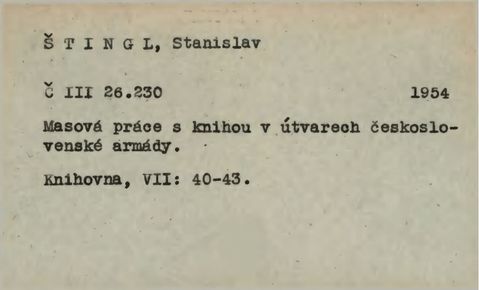 Š T I N G L, Stanislav
Č III 26.230 1954
Masová práce s knihou v útvarech českoslo-
venské armády.
Knihovna, VII: 40-43.